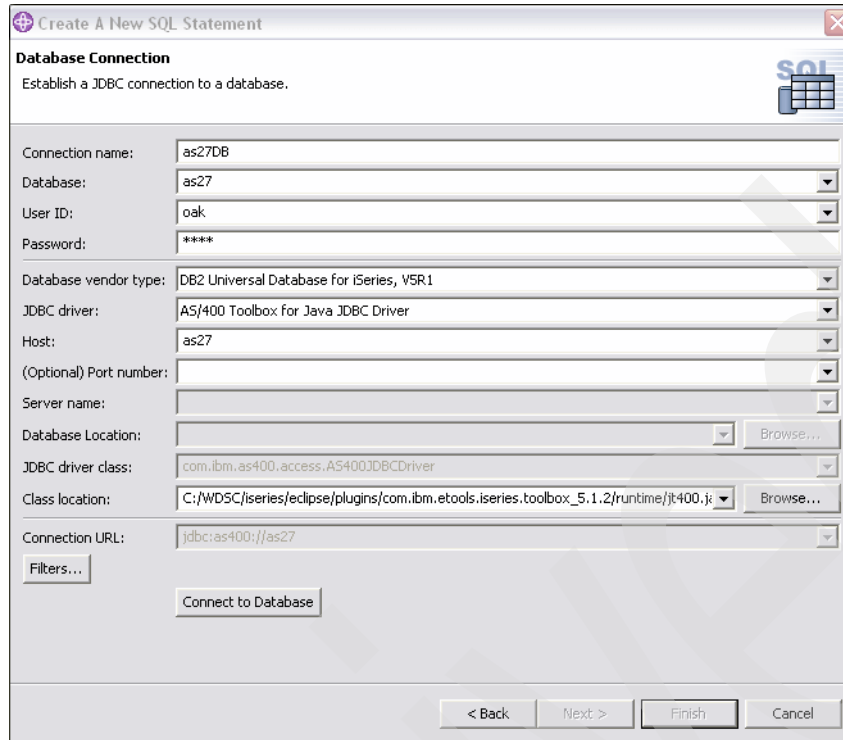 Create A New SQL Statement
Database Connection
Establish a JDBC connection to a database.
SQL
Connection name: as27DB
Database: as27
User ID: oak
Password: ****
Database vendor type: DB2 Universal Database for iSeries, V5R1
JDBC driver: AS/400 Toolbox for Java JDBC Driver
Host: as27
(Optional) Port number:
Server name:
Database Location: Browse...
JDBC driver class: com.ibm.as400.access.AS400JDBCDriver
Class location: C:/WDSC/iseries/eclipse/plugins/com.ibm.etools.iseries.toolbox_5.1.2/runtime/jt400.ja Browse...
Connection URL: jdbc:as400://as27
Filters...
Connect to Database
< Back Next > Finish Cancel